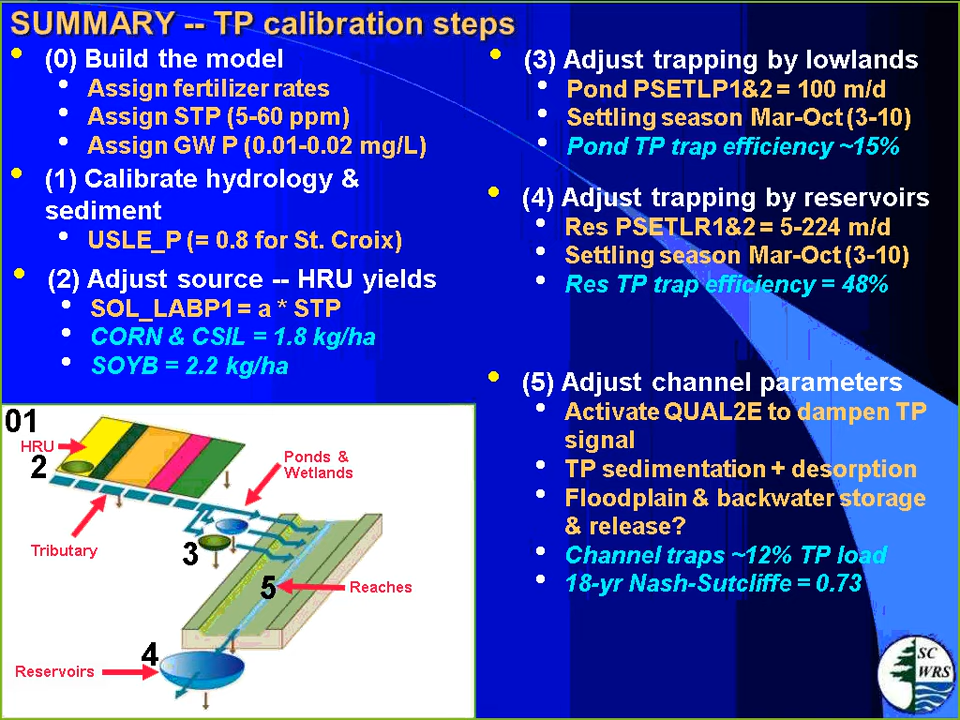 SUMMARY -- TP calibration steps
(0) Build the model
Assign fertilizer rates
Assign STP (5-60 ppm)
Assign GW P (0.01-0.02 mg/L)
(1) Calibrate hydrology &
sediment
USLE_P (= 0.8 for St. Croix)
(2) Adjust source -- HRU yields
SOL_LABP1 = a * STP
CORN & CSIL = 1.8 kg/ha
SOYB = 2.2 kg/ha
(3) Adjust trapping by lowlands
Pond PSETLP1&2 = 100 m/d
Settling season Mar-Oct (3-10)
Pond TP trap efficiency ~15%
(4) Adjust trapping by reservoirs
Res PSETLR1&2 = 5-224 m/d
Settling season Mar-Oct (3-10)
Res TP trap efficiency = 48%
(5) Adjust channel parameters
Activate QUAL2E to dampen TP
signal
TP sedimentation + desorption
Floodplain & backwater storage
& release?
Channel traps ~12% TP load
18-yr Nash-Sutcliffe = 0.73
01
HRU
2
Ponds &
Wetlands
Tributary
3
5
Reaches
4
Reservoirs
SC
WRS